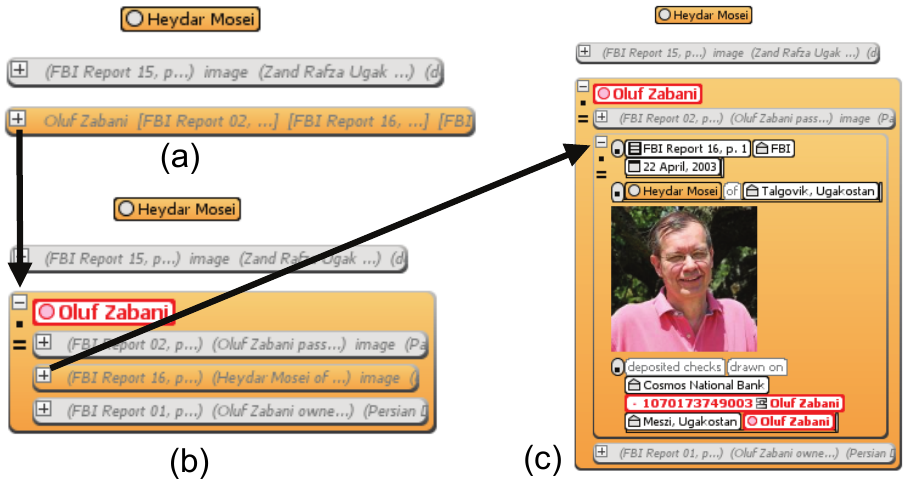 Heydar Mosei
(FBI Report 15, p...) image (Zand Rafza Ugak ...) (d
Oluf Zabani [FBI Report 02, ...] [FBI Report 16, ...] [FBI
(a)
Heydar Mosei
(FBI Report 15, p...) image (Zand Rafza Ugak ...) (d
Oluf Zabani
(FBI Report 02, p...) (Oluf Zabani pass...) image (Pa
(FBI Report 16, p...) (Heydar Mosei of ...) image (
(FBI Report 01, p...) (Oluf Zabani owne...) (Persian D
(b)
Heydar Mosei
(FBI Report 15, p...) image (Zand Rafza Ugak ...) (d
Oluf Zabani
(FBI Report 02, p...) (Oluf Zabani pass...) image (Pa
FBI Report 16, p. 1 FBI
22 April, 2003
Heydar Mosei of Talgovik, Ugakostan
deposited checks drawn on
Cosmos National Bank
- 1070173749003 Oluf Zabani
Meszi, Ugakostan Oluf Zabani
(FBI Report 01, p...) (Oluf Zabani owne...) (Persian D
(c)